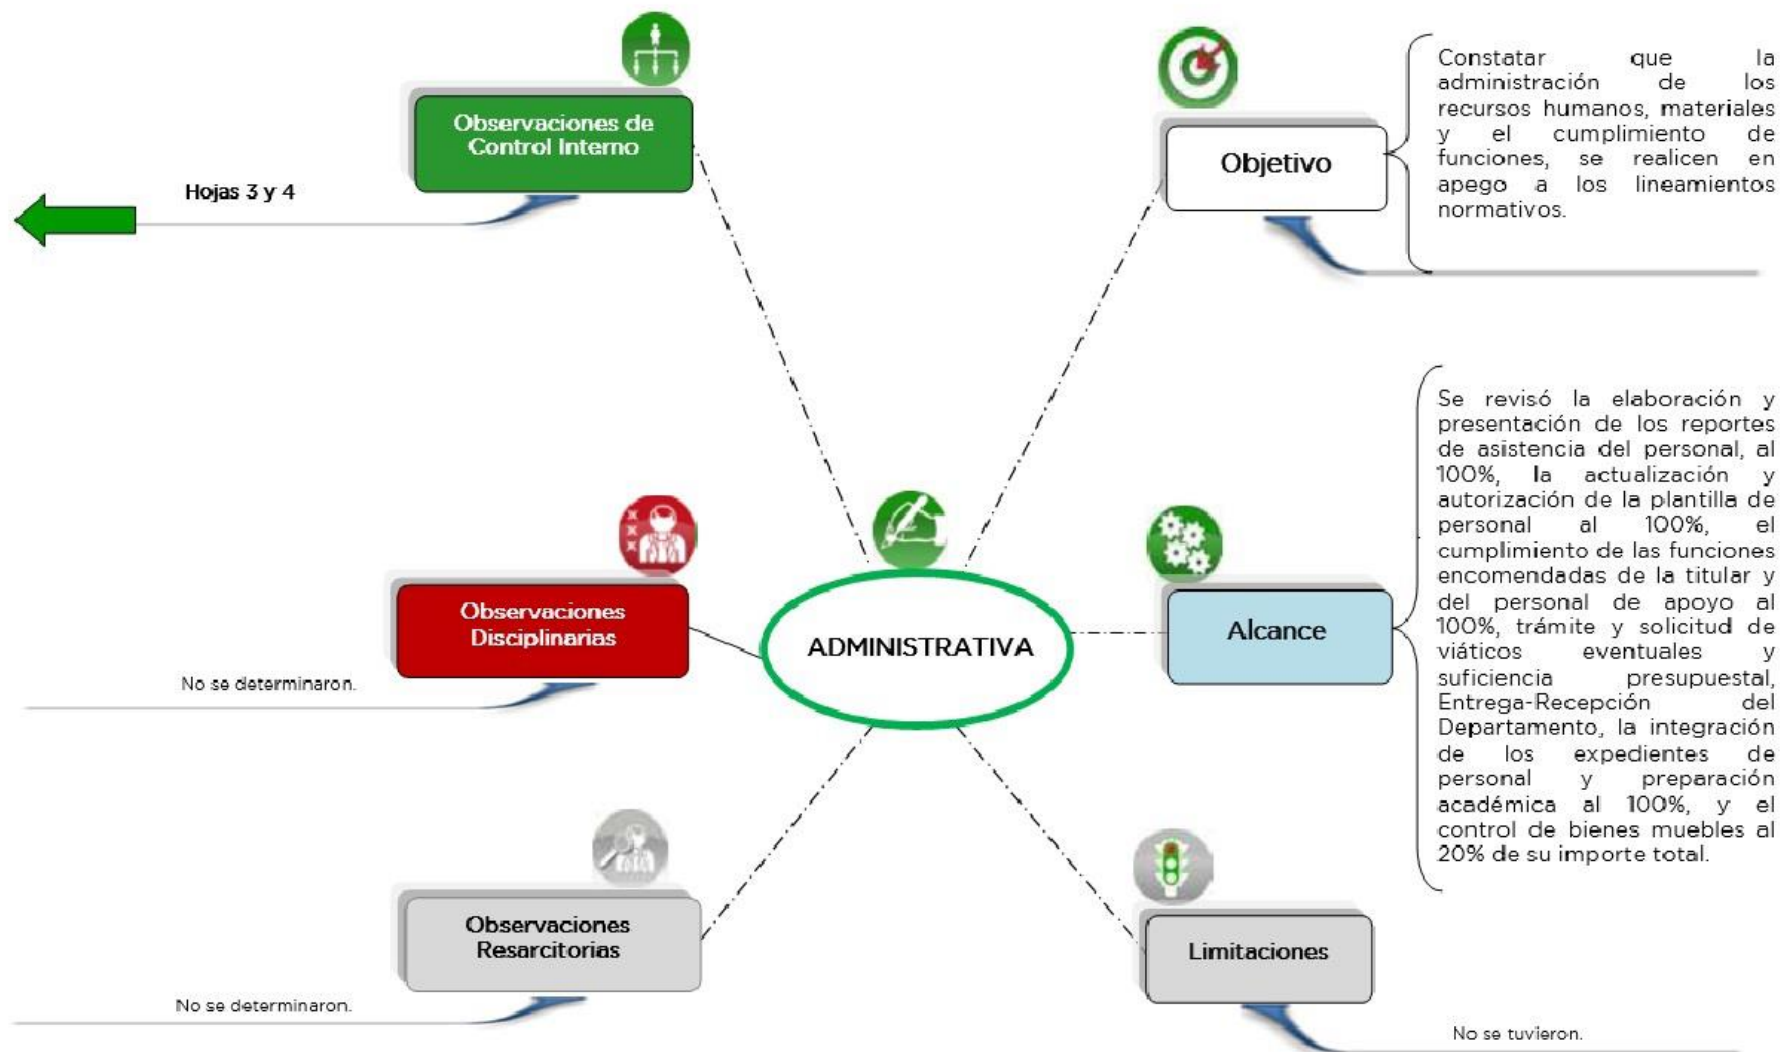 Observaciones de
Control Interno
Hojas 3 y 4
Objetivo
Constatar que la
administración de los
recursos humanos, materiales
y el cumplimiento de
funciones, se realicen en
apego a los lineamientos
normativos.
Observaciones
Disciplinarias
No se determinaron.
ADMINISTRATIVA
Alcance
Se revisó la elaboración y
presentación de los reportes
de asistencia del personal, al
100%, la actualización y
autorización de la plantilla de
personal al 100%, el
cumplimiento de las funciones
encomendadas de la titular y
del personal de apoyo al
100%, trámite y solicitud de
viáticos eventuales y
suficiencia presupuestal,
Entrega-Recepción del
Departamento, la integración
de los expedientes de
personal y preparación
académica al 100%, y el
control de bienes muebles al
20% de su importe total.
Observaciones
Resarcitorias
No se determinaron.
Limitaciones
No se tuvieron.